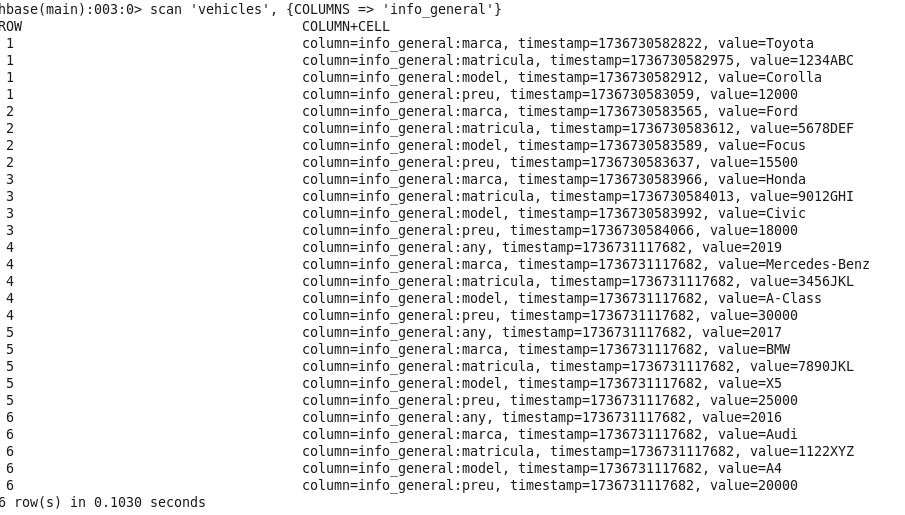 hbase(main):003:0> scan 'vehicles', {COLUMNS => 'info_general'}
ROW COLUMN+CELL
1 column=info_general:marca, timestamp=1736730582822, value=Toyota
1 column=info_general:matricula, timestamp=1736730582975, value=1234ABC
1 column=info_general:model, timestamp=1736730582912, value=Corolla
1 column=info_general:preu, timestamp=1736730583059, value=12000
2 column=info_general:marca, timestamp=1736730583565, value=Ford
2 column=info_general:matricula, timestamp=1736730583612, value=5678DEF
2 column=info_general:model, timestamp=1736730583589, value=Focus
2 column=info_general:preu, timestamp=1736730583637, value=15500
3 column=info_general:marca, timestamp=1736730583966, value=Honda
3 column=info_general:matricula, timestamp=1736730584013, value=9012GHI
3 column=info_general:model, timestamp=1736730583992, value=Civic
3 column=info_general:preu, timestamp=1736730584066, value=18000
4 column=info_general:any, timestamp=1736731117682, value=2019
4 column=info_general:marca, timestamp=1736731117682, value=Mercedes-Benz
4 column=info_general:matricula, timestamp=1736731117682, value=3456JKL
4 column=info_general:model, timestamp=1736731117682, value=A-Class
4 column=info_general:preu, timestamp=1736731117682, value=30000
5 column=info_general:any, timestamp=1736731117682, value=2017
5 column=info_general:marca, timestamp=1736731117682, value=BMW
5 column=info_general:matricula, timestamp=1736731117682, value=7890JKL
5 column=info_general:model, timestamp=1736731117682, value=X5
5 column=info_general:preu, timestamp=1736731117682, value=25000
6 column=info_general:any, timestamp=1736731117682, value=2016
6 column=info_general:marca, timestamp=1736731117682, value=Audi
6 column=info_general:matricula, timestamp=1736731117682, value=1122XYZ
6 column=info_general:model, timestamp=1736731117682, value=A4
6 column=info_general:preu, timestamp=1736731117682, value=20000
6 row(s) in 0.1030 seconds